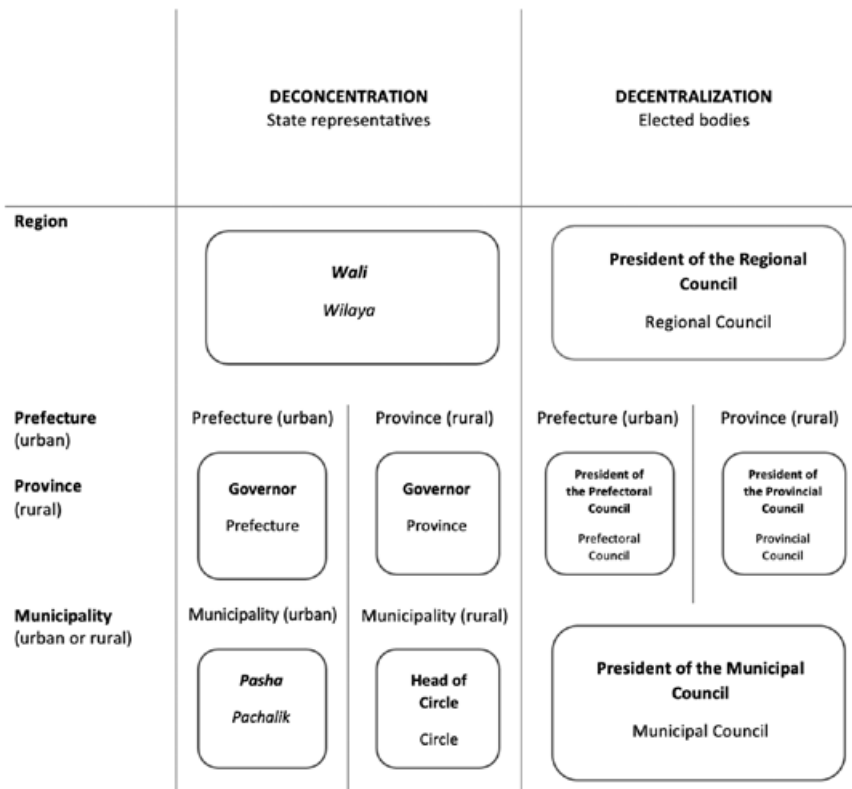 DECONCENTRATION
State representatives
DECENTRALIZATION
Elected bodies
Region
Wali
Wilaya
President of the Regional
Council
Regional Council
Prefecture
(urban)
Province
(rural)
Prefecture (urban)
Province (rural)
Prefecture (urban)
Province (rural)
Governor
Prefecture
Governor
Province
President of
the Prefectoral
Council
Prefectoral
Council
President of
the Provincial
Council
Provincial
Council
Municipality
(urban or rural)
Municipality (urban)
Municipality (rural)
Pasha
Pachalik
Head of
Circle
Circle
President of the Municipal
Council
Municipal Council